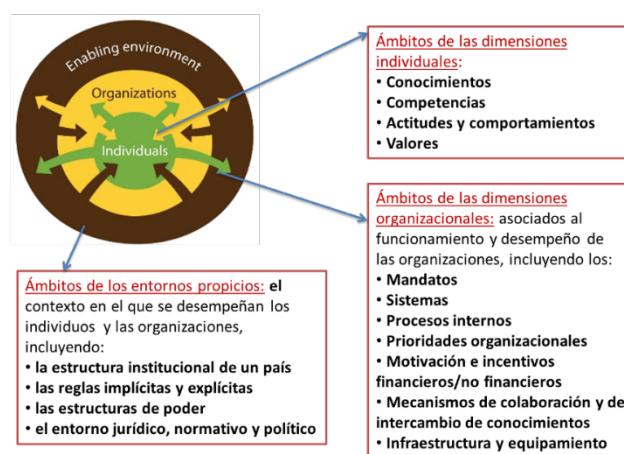 Enabling environment
Organizations
Individuals
Ámbitos de las dimensiones
individuales:
• Conocimientos
• Competencias
• Actitudes y comportamientos
• Valores
Ámbitos de las dimensiones
organizacionales: asociados al
funcionamiento y desempeño de
las organizaciones, incluyendo los:
• Mandatos
• Sistemas
• Procesos internos
• Prioridades organizacionales
• Motivación e incentivos
financieros/no financieros
• Mecanismos de colaboración y de
intercambio de conocimientos
• Infraestructura y equipamiento
Ámbitos de los entornos propicios: el
contexto en el que se desempeñan los
individuos y las organizaciones,
incluyendo:
• la estructura institucional de un país
• las reglas implícitas y explícitas
• las estructuras de poder
• el entorno jurídico, normativo y político